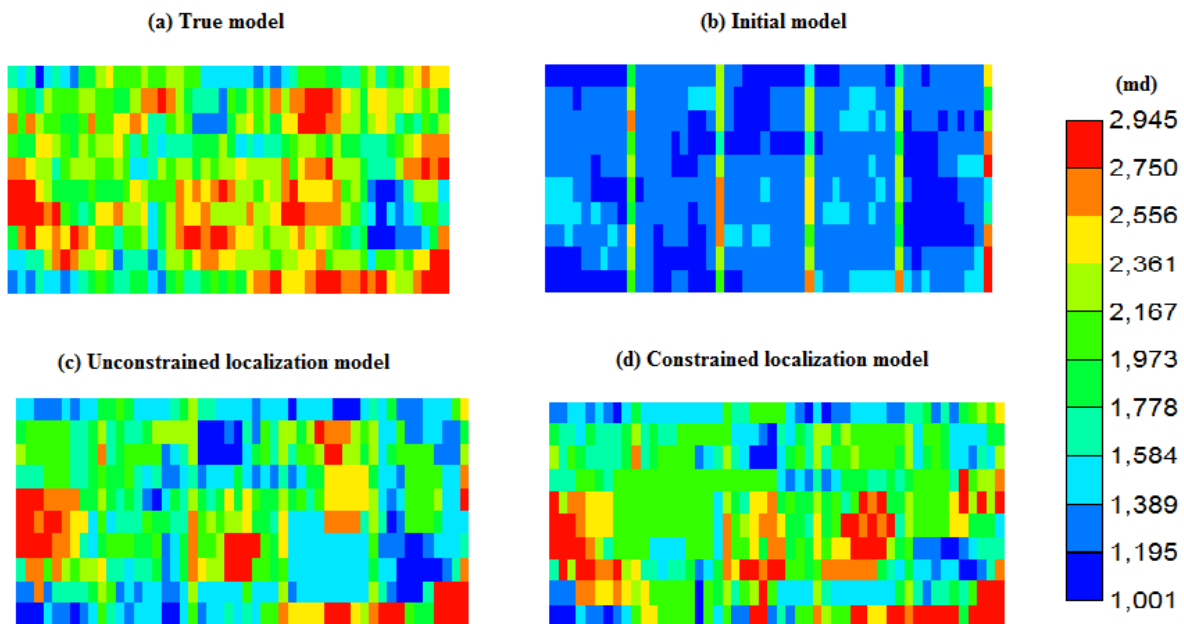 (a) True model
(b) Initial model
(md)
2,945
2,750
2,556
2,361
2,167
1,973
1,778
1,584
1,389
1,195
1,001
(c) Unconstrained localization model
(d) Constrained localization model